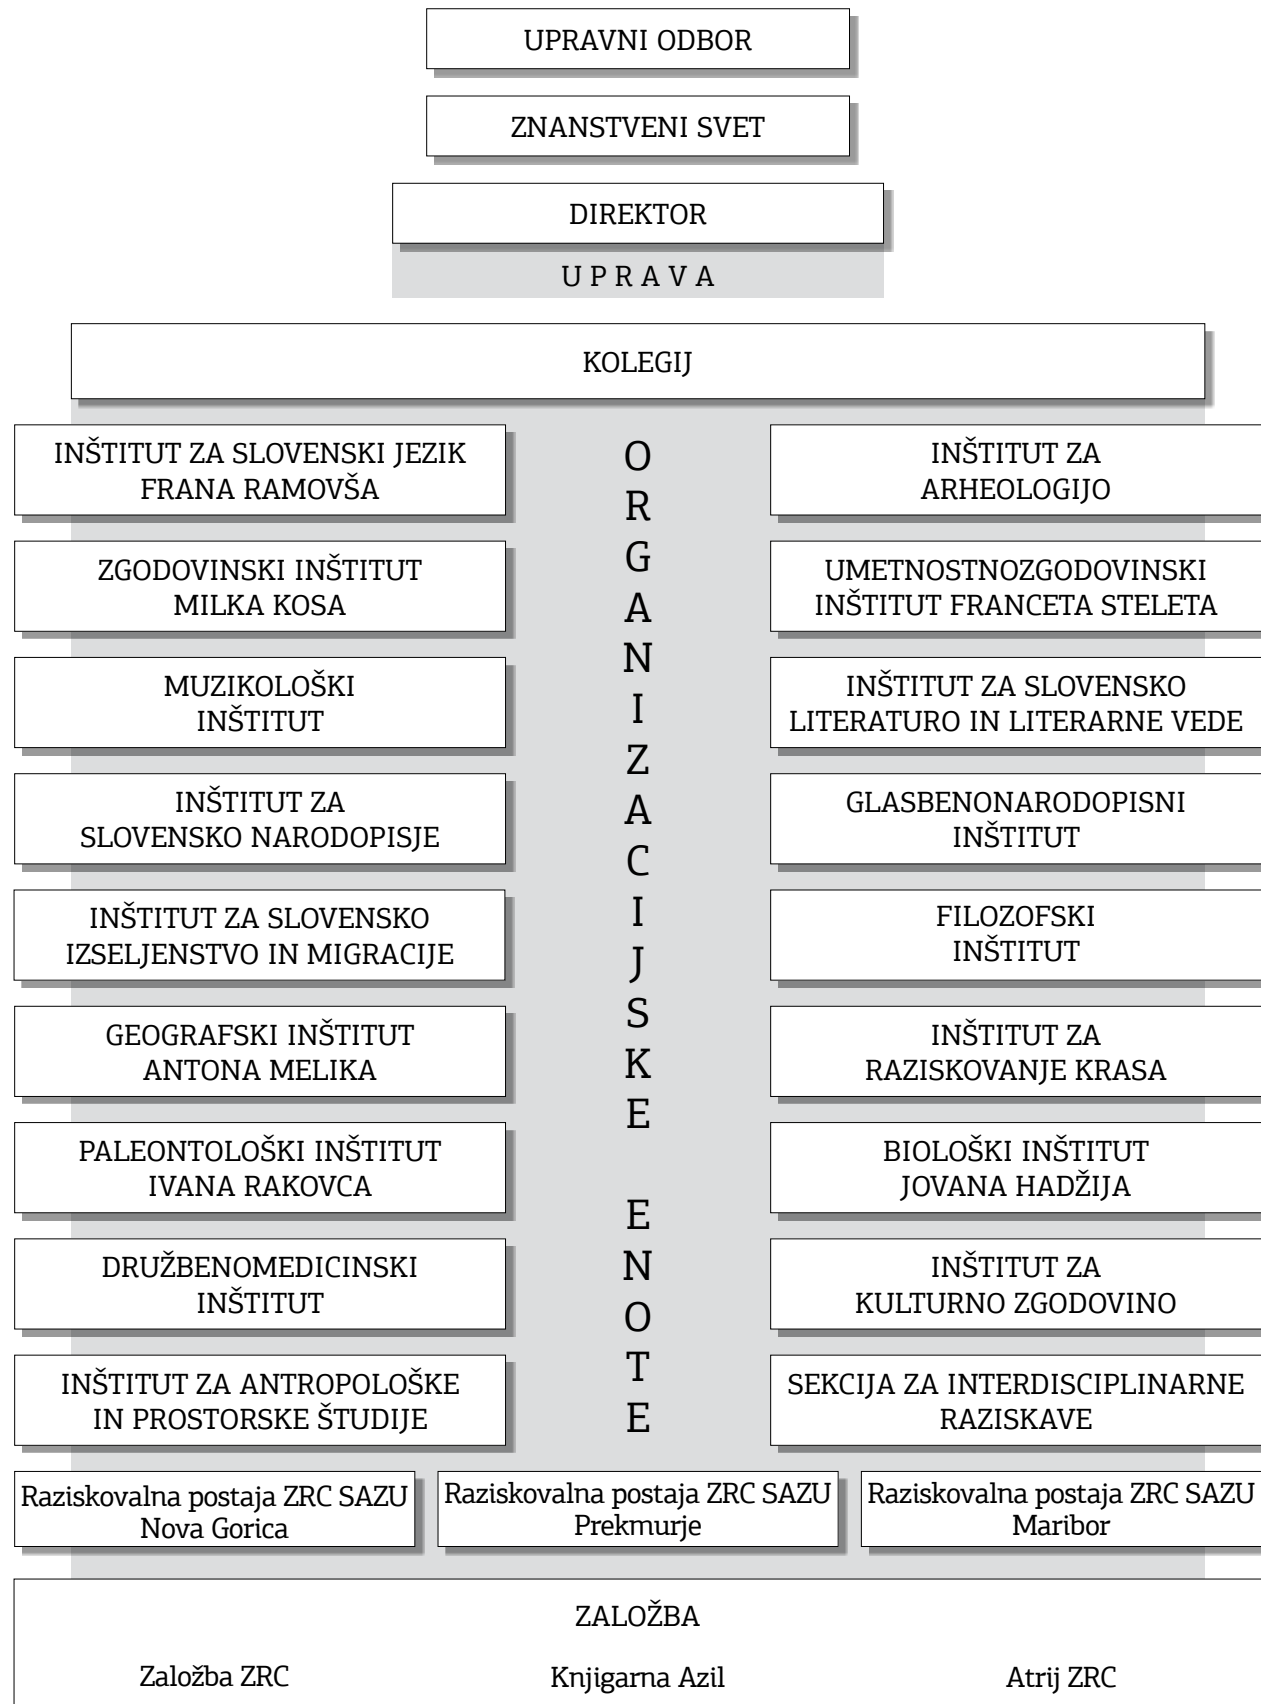 UPRAVNI ODBOR
ZNANSTVENI SVET
DIREKTOR
UPRAVA
KOLEGIJ
ORGANIZACIJSKE ENOTE
INŠTITUT ZA SLOVENSKI JEZIK
FRANA RAMOVŠA
INŠTITUT ZA
ARHEOLOGIJO
ZGODOVINSKI INŠTITUT
MILKA KOSA
UMETNOSTNOZGODOVINSKI
INŠTITUT FRANCETA STELETA
MUZIKOLOŠKI
INŠTITUT
INŠTITUT ZA SLOVENSKO
LITERATURO IN LITERARNE VEDE
INŠTITUT ZA
SLOVENSKO NARODOPISJE
GLASBENONARODOPISNI
INŠTITUT
INŠTITUT ZA SLOVENSKO
IZSELJENSTVO IN MIGRACIJE
FILOZOFSKI
INŠTITUT
GEOGRAFSKI INŠTITUT
ANTONA MELIKA
INŠTITUT ZA
RAZISKOVANJE KRASA
PALEONTOLOŠKI INŠTITUT
IVANA RAKOVCA
BIOLOŠKI INŠTITUT
JOVANA HADŽIJA
DRUŽBENOMEDICINSKI
INŠTITUT
INŠTITUT ZA
KULTURNO ZGODOVINO
INŠTITUT ZA ANTROPOLOŠKE
IN PROSTORSKE ŠTUDIJE
SEKCIJA ZA INTERDISCIPLINARNE
RAZISKAVE
Raziskovalna postaja ZRC SAZU
Nova Gorica
Raziskovalna postaja ZRC SAZU
Prekmurje
Raziskovalna postaja ZRC SAZU
Maribor
ZALOŽBA
Založba ZRC
Knjigarna Azil
Atrij ZRC